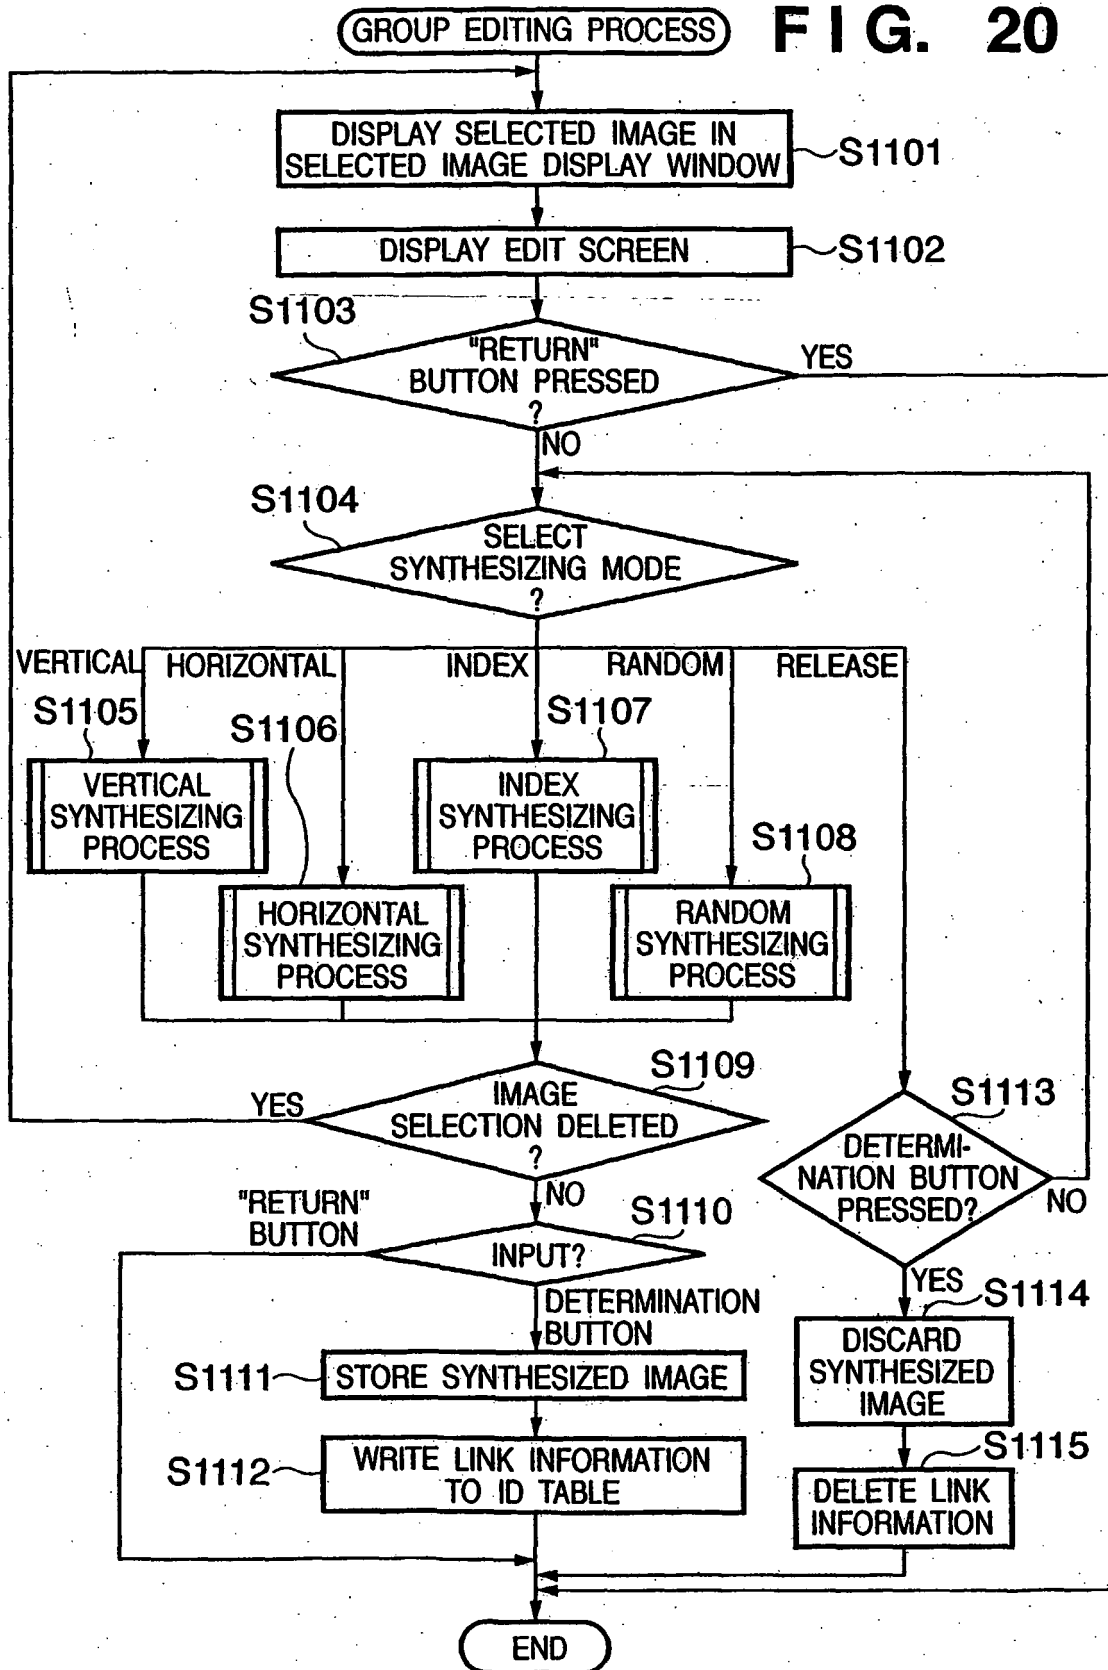 GROUP EDITING PROCESS
FIG. 20
DISPLAY SELECTED IMAGE IN
SELECTED IMAGE DISPLAY WINDOW
S1101
DISPLAY EDIT SCREEN
S1102
S1103
"RETURN"
BUTTON PRESSED
?
YES
NO
S1104
SELECT
SYNTHESIZING MODE
?
VERTICAL
HORIZONTAL
INDEX
RANDOM
RELEASE
S1105
VERTICAL
SYNTHESIZING
PROCESS
S1106
HORIZONTAL
SYNTHESIZING
PROCESS
S1107
INDEX
SYNTHESIZING
PROCESS
S1108
RANDOM
SYNTHESIZING
PROCESS
S1109
IMAGE
SELECTION DELETED
?
YES
NO
S1113
DETERMI-
NATION BUTTON
PRESSED?
NO
YES
"RETURN"
BUTTON
S1110
INPUT?
DETERMINATION
BUTTON
S1111
STORE SYNTHESIZED IMAGE
S1112
WRITE LINK INFORMATION
TO ID TABLE
S1114
DISCARD
SYNTHESIZED
IMAGE
S1115
DELETE LINK
INFORMATION
END